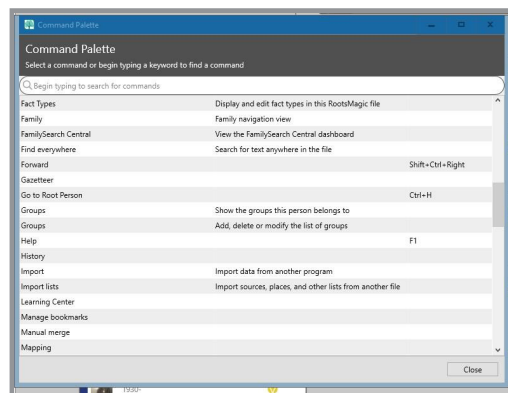 Command Palette
Command Palette
Select a command or begin typing a keyword to find a command
Begin typing to search for commands
Fact Types Display and edit fact types in this RootsMagic file
Family Family navigation view
FamilySearch Central View the FamilySearch Central dashboard
Find everywhere Search for text anywhere in the file
Forward Shift+Ctrl+Right
Gazetteer
Go to Root Person Ctrl+H
Groups Show the groups this person belongs to
Groups Add, delete or modify the list of groups
Help F1
History
Import Import data from another program
Import lists Import sources, places, and other lists from another file
Learning Center
Manage bookmarks
Manual merge
Mapping
Close
1930-